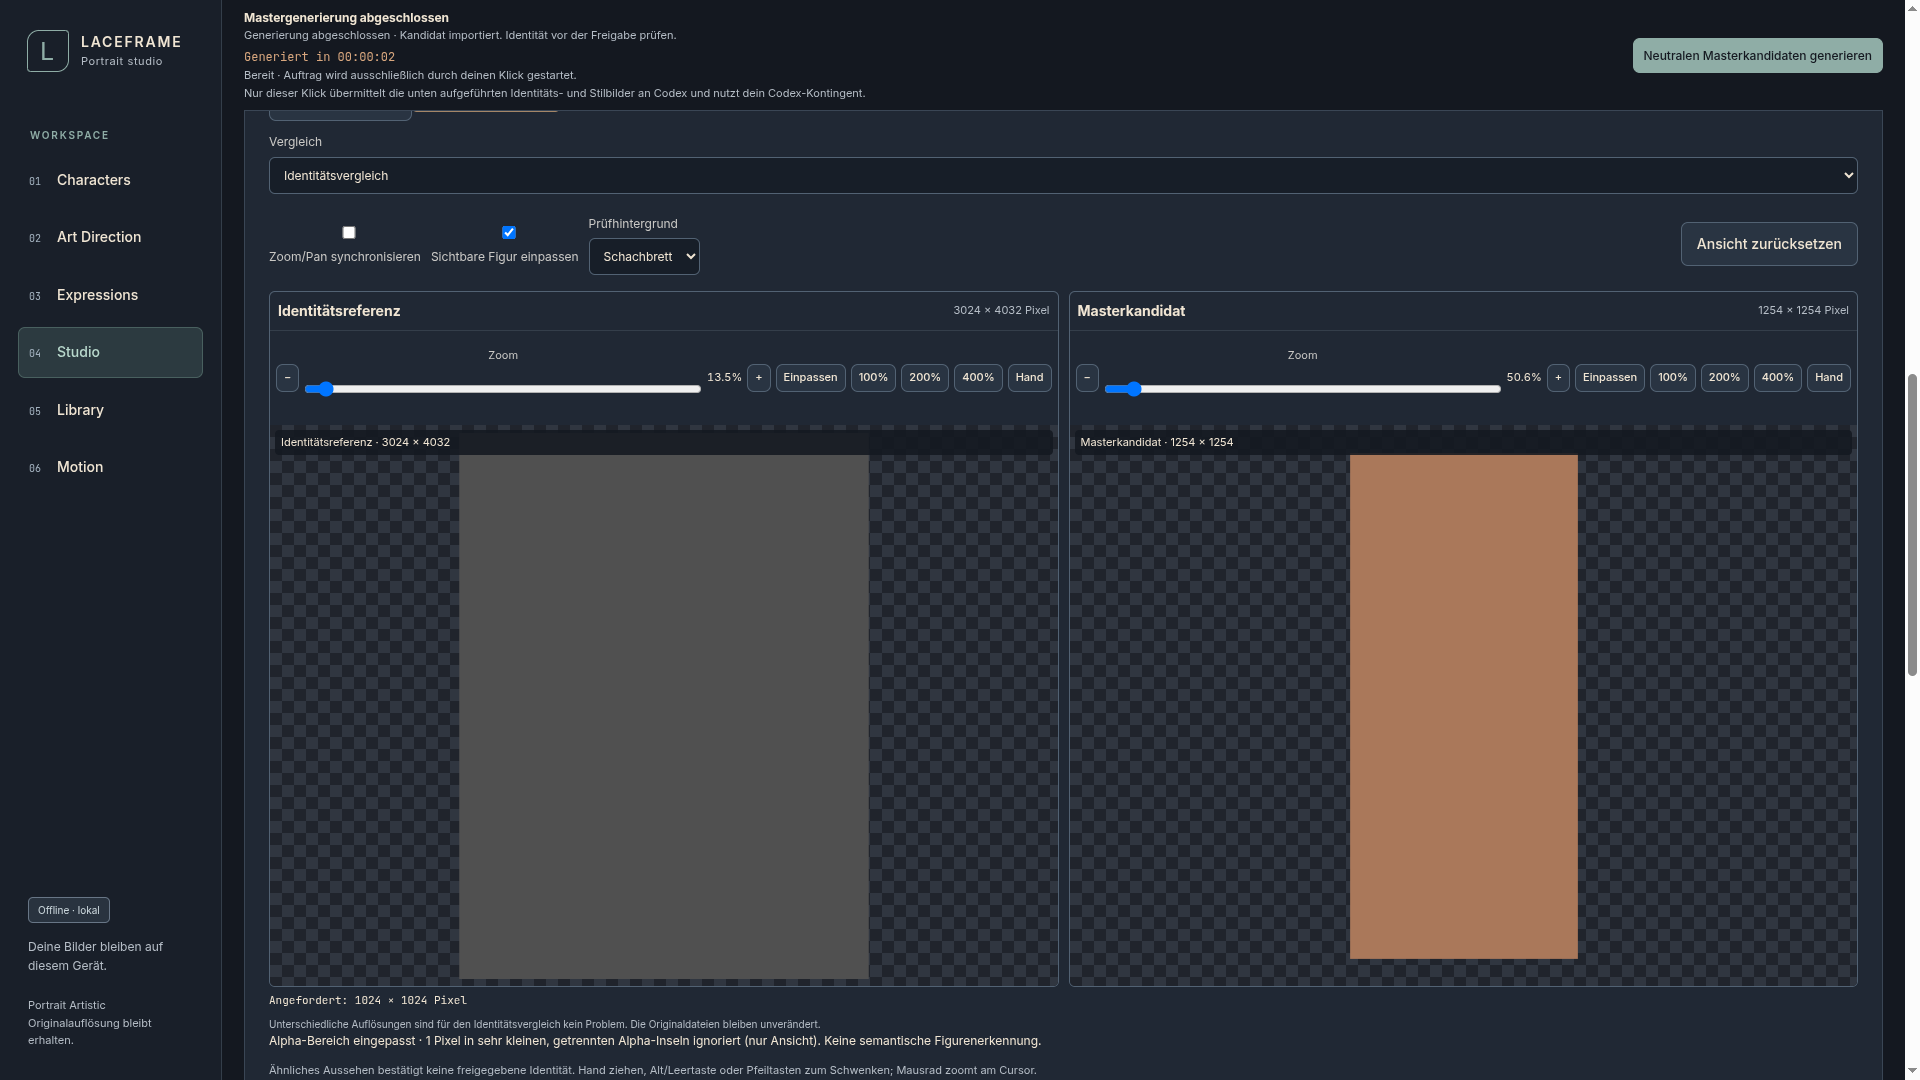 L
LACEFRAME
Portrait studio
WORKSPACE
01 Characters
02 Art Direction
03 Expressions
04 Studio
05 Library
06 Motion
Offline · lokal
Deine Bilder bleiben auf
diesem Gerät.
Portrait Artistic
Originalauflösung bleibt
erhalten.
Mastergenerierung abgeschlossen
Generierung abgeschlossen · Kandidat importiert. Identität vor der Freigabe prüfen.
Generiert in 00:00:02
Bereit · Auftrag wird ausschließlich durch deinen Klick gestartet.
Nur dieser Klick übermittelt die unten aufgeführten Identitäts- und Stilbilder an Codex und nutzt dein Codex-Kontingent.
Neutralen Masterkandidaten generieren
Vergleich
Identitätsvergleich
Zoom/Pan synchronisieren
Sichtbare Figur einpassen
Prüfhintergrund
Schachbrett
Ansicht zurücksetzen
Identitätsreferenz
3024 × 4032 Pixel
Zoom
− 13.5% + Einpassen 100% 200% 400% Hand
Identitätsreferenz · 3024 × 4032
Masterkandidat
1254 × 1254 Pixel
Zoom
− 50.6% + Einpassen 100% 200% 400% Hand
Masterkandidat · 1254 × 1254
Angefordert: 1024 × 1024 Pixel
Unterschiedliche Auflösungen sind für den Identitätsvergleich kein Problem. Die Originaldateien bleiben unverändert.
Alpha-Bereich eingepasst · 1 Pixel in sehr kleinen, getrennten Alpha-Inseln ignoriert (nur Ansicht). Keine semantische Figurenerkennung.
Ähnliches Aussehen bestätigt keine freigegebene Identität. Hand ziehen, Alt/Leertaste oder Pfeiltasten zum Schwenken; Mausrad zoomt am Cursor.